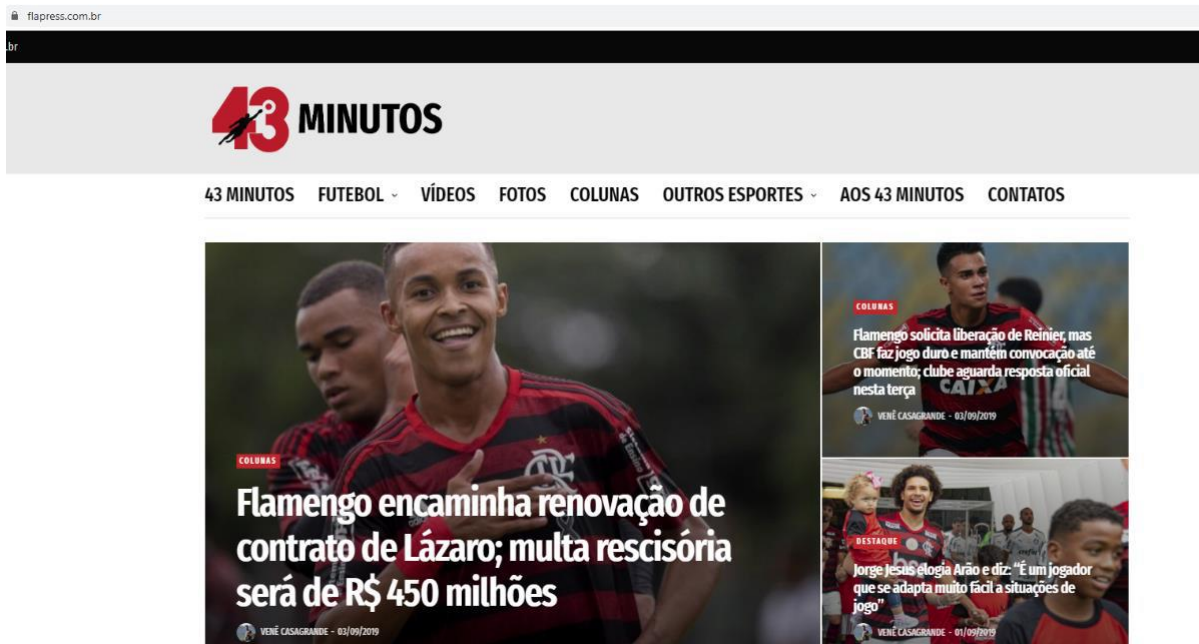 flapress.com.br
.br
43 MINUTOS
43 MINUTOS FUTEBOL VÍDEOS FOTOS COLUNAS OUTROS ESPORTES AOS 43 MINUTOS CONTATOS
COLUNAS
Flamengo encaminha renovação de
contrato de Lázaro; multa rescisória
será de R$ 450 milhões
VENÊ CASAGRANDE - 03/09/2019
COLUNAS
Flamengo solicita liberação de Reinier, mas
CBF faz jogo duro e mantém convocação até
o momento; clube aguarda resposta oficial
nesta terça
CAIXA
VENÊ CASAGRANDE - 03/09/2019
DESTAQUE
Jorge Jesus elogia Arão e diz: “É um jogador
que se adapta muito fácil a situações de
jogo”
VENÊ CASAGRANDE - 01/09/2019